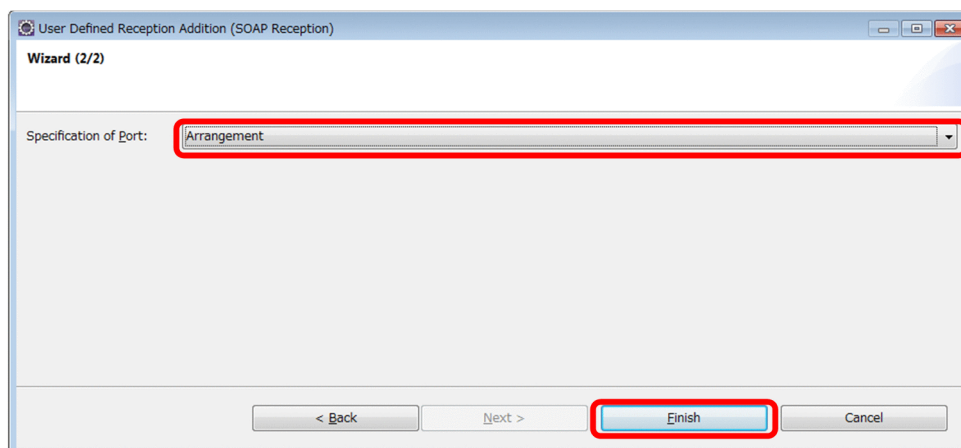 User Defined Reception Addition (SOAP Reception)
Wizard (2/2)
Specification of Port: Arrangement
< Back Next > Finish Cancel